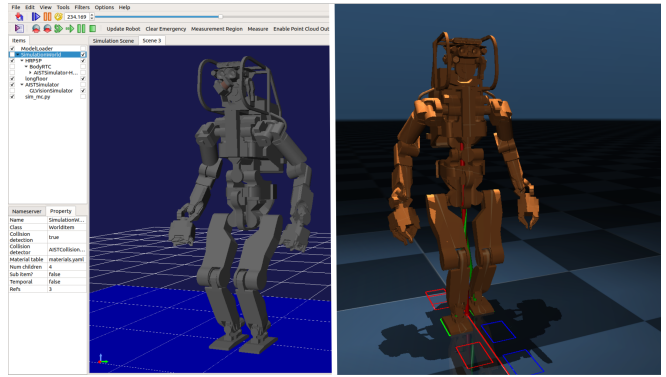 File Edit View Tools Filters Options Help
234.169
Update Robot Clear Emergency Measurement Region Measure Enable Point Cloud Out
Items
Simulation Scene Scene 3
ModelLoader
SimulationWorld
HRP5P
BodyRTC
AISTSimulator-H...
longfloor
AISTSimulator
GLVisionSimulator
sim_mc.py
Nameserver Property
Name SimulationW...
Class WorldItem
Collision detection true
Collision detector AISTCollision...
Material table materials.yaml
Num children 4
Sub item? false
Temporal false
Refs 3